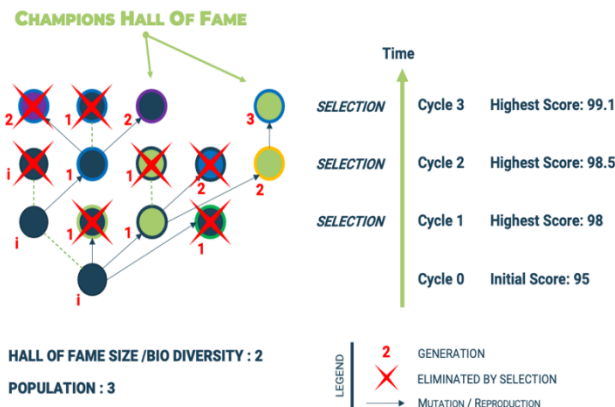 CHAMPIONS HALL OF FAME
Time
2 1 2 3 SELECTION Cycle 3 Highest Score: 99.1
i 1 1 2 2 SELECTION Cycle 2 Highest Score: 98.5
i 1 1 1 SELECTION Cycle 1 Highest Score: 98
i Cycle 0 Initial Score: 95
HALL OF FAME SIZE /BIO DIVERSITY : 2
POPULATION : 3
LEGEND
2 GENERATION
ELIMINATED BY SELECTION
MUTATION / REPRODUCTION